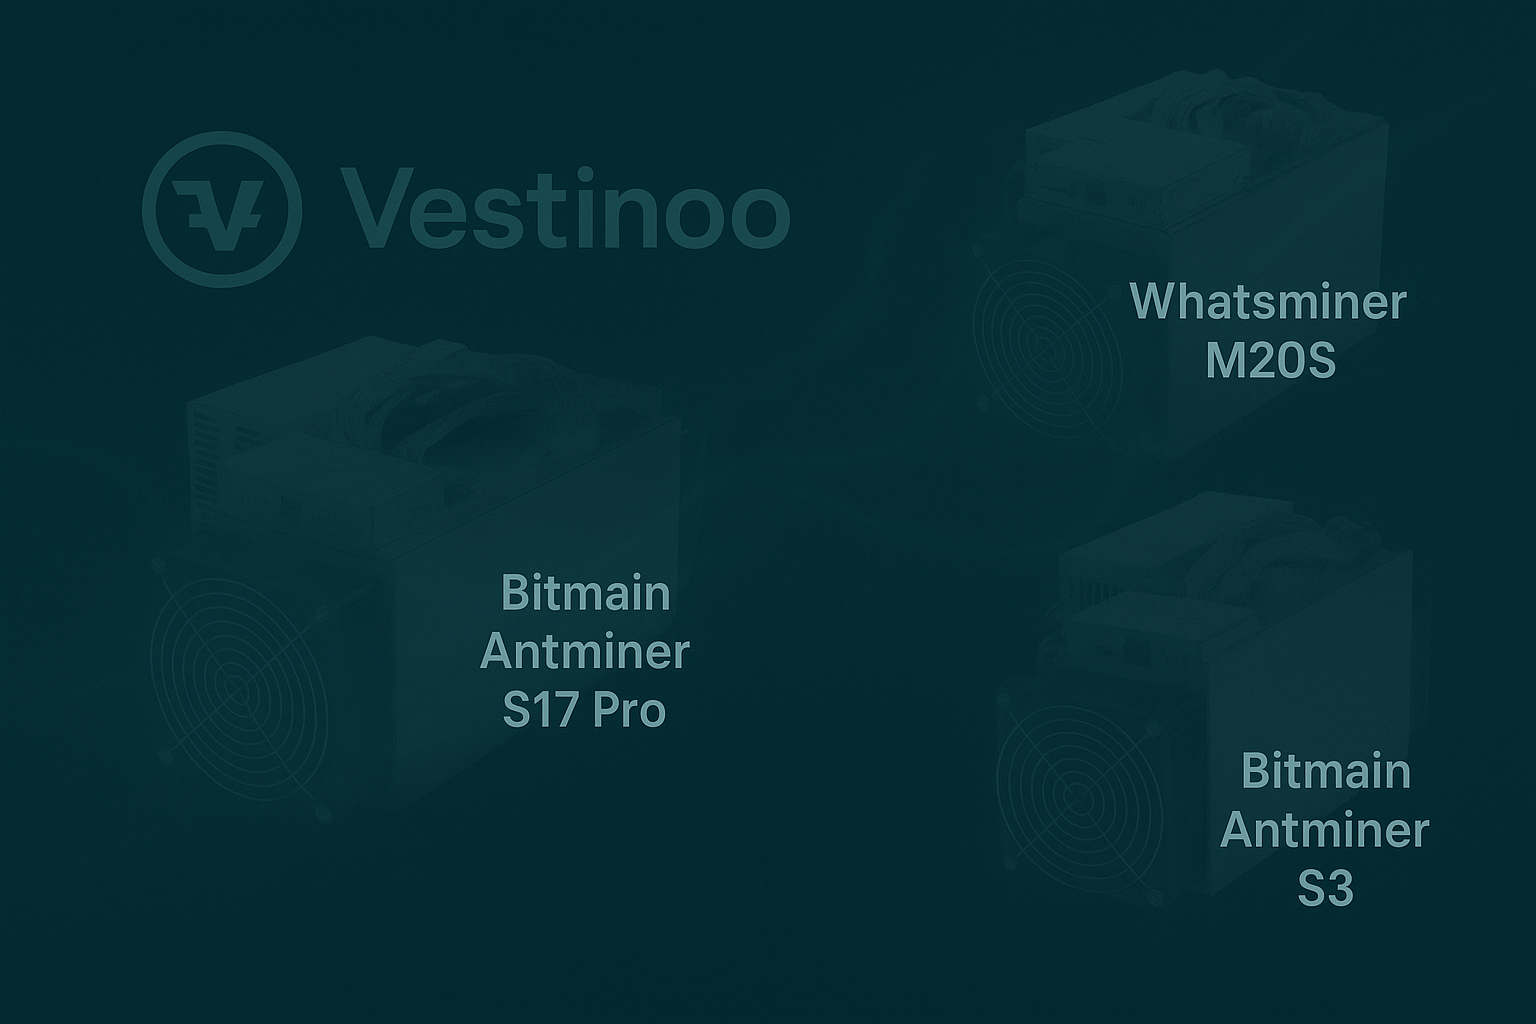 Vestinoo
Whatsminer
M20S
Bitmain
Antminer
S17 Pro
Bitmain
Antminer
S3